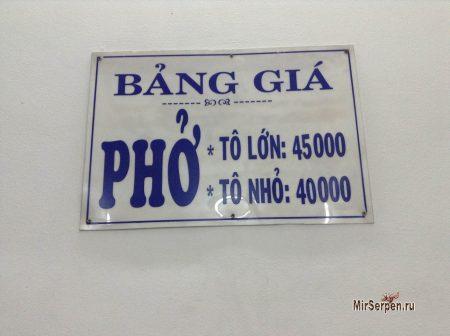 BẢNG GIÁ
PHỞ
* TÔ LỚN: 45000
* TÔ NHỎ: 40000
MirSerpen.ru